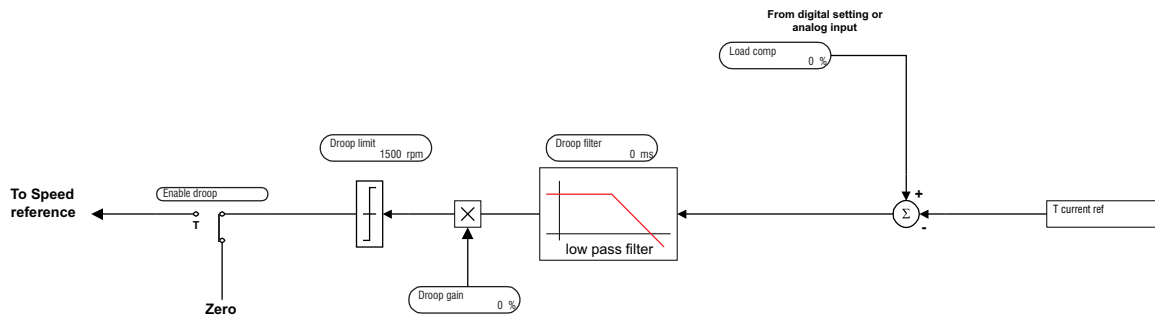 From digital setting or
analog input
Load comp
0 %
Droop limit
1500 rpm
Droop filter
0 ms
To Speed
reference
Enable droop
T
+
Σ
-
T current ref
low pass filter
Droop gain
0 %
Zero